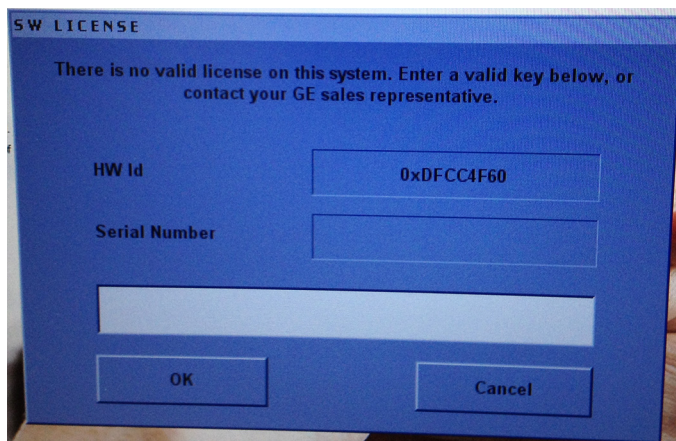 SW LICENSE
There is no valid license on this system. Enter a valid key below, or
contact your GE sales representative.
HW Id
0xDFCC4F60
Serial Number
OK
Cancel